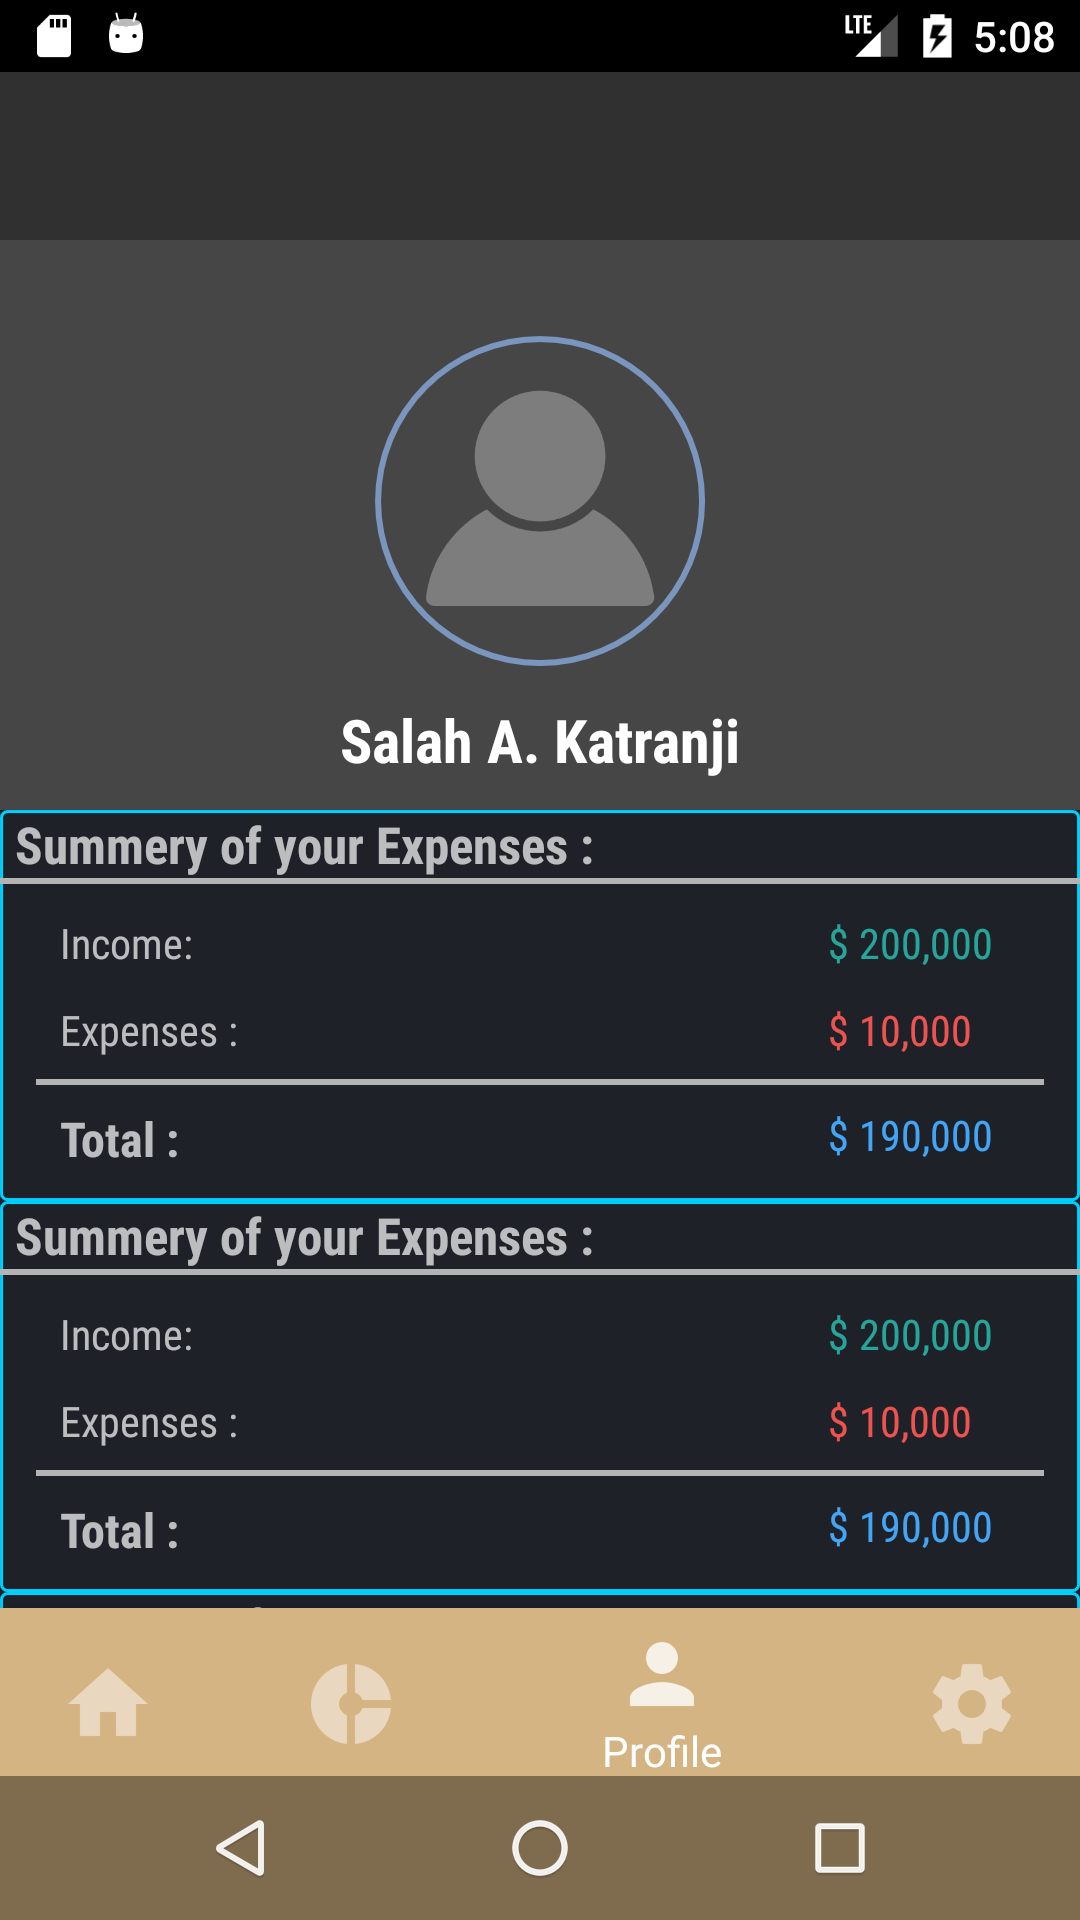 LTE 5:08
Salah A. Katranji
Summery of your Expenses :
Income: $ 200,000
Expenses : $ 10,000
Total : $ 190,000
Summery of your Expenses :
Income: $ 200,000
Expenses : $ 10,000
Total : $ 190,000
Profile